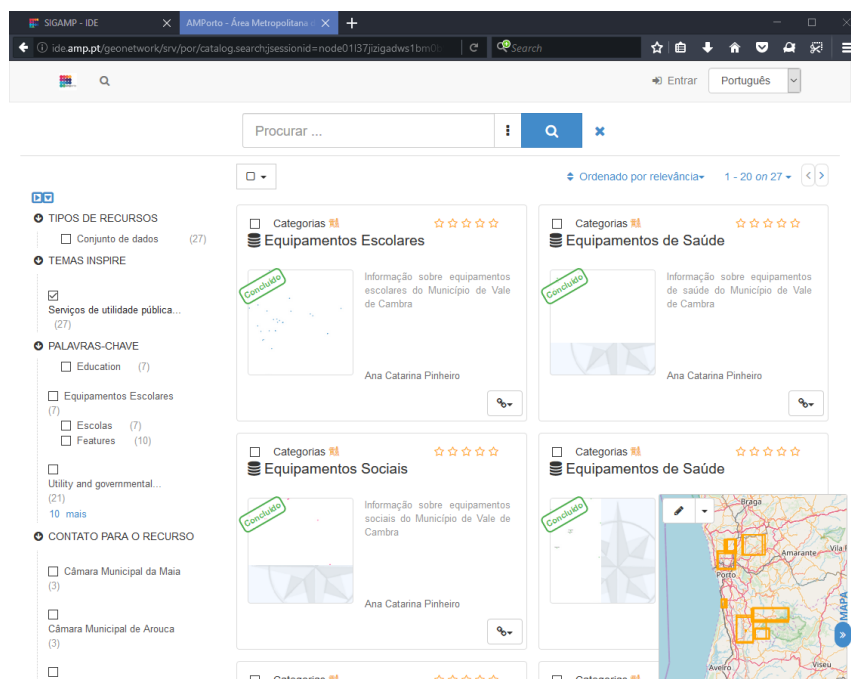 SIGAMP - IDE
AMPorto - Área Metropolitana d
ide.amp.pt/geonetwork/srv/por/catalog.search;jsessionid=node01l37jizigadws1bm0b
Search
Entrar
Português
Procurar ...
Ordenado por relevância
1 - 20 on 27
TIPOS DE RECURSOS
Conjunto de dados (27)
TEMAS INSPIRE
Serviços de utilidade pública...
(27)
PALAVRAS-CHAVE
Education (7)
Equipamentos Escolares
(7)
Escolas (7)
Features (10)
Utility and governmental...
(21)
10 mais
CONTATO PARA O RECURSO
Câmara Municipal da Maia
(3)
Câmara Municipal de Arouca
(3)
Categorias
Equipamentos Escolares
Concluído
Informação sobre equipamentos
escolares do Município de Vale
de Cambra
Ana Catarina Pinheiro
Categorias
Equipamentos de Saúde
Concluído
Informação sobre equipamentos
de saúde do Município de Vale
de Cambra
Ana Catarina Pinheiro
Categorias
Equipamentos Sociais
Concluído
Informação sobre equipamentos
sociais do Município de Vale de
Cambra
Ana Catarina Pinheiro
Categorias
Equipamentos de Saúde
Concluído
Braga
Amarante
Porto
Aveiro
Viseu
MAPA
Categorias
Categorias